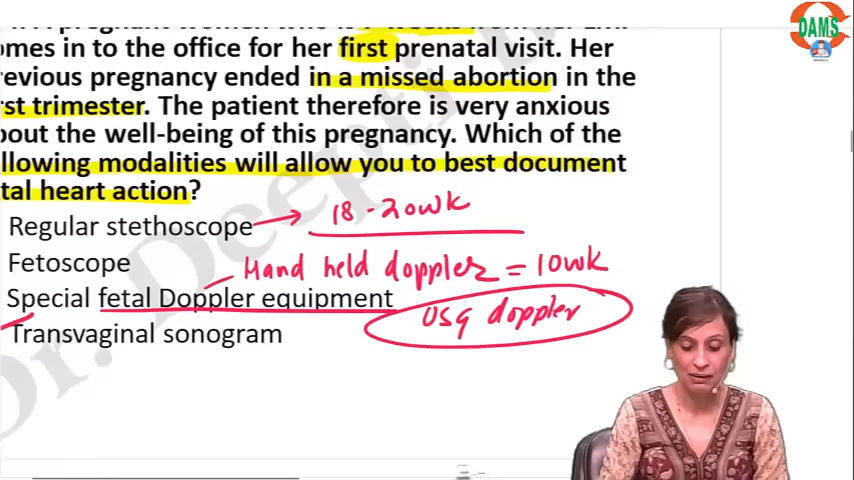 omes in to the office for her first prenatal visit. Her
revious pregnancy ended in a missed abortion in the
rst trimester. The patient therefore is very anxious
bout the well-being of this pregnancy. Which of the
llowing modalities will allow you to best document
tal heart action?
Regular stethoscope → 18-20wk
Fetoscope
Hand held doppler = 10wk
Special fetal Doppler equipment
USG doppler
Transvaginal sonogram
DAMS
Dr. Deepti